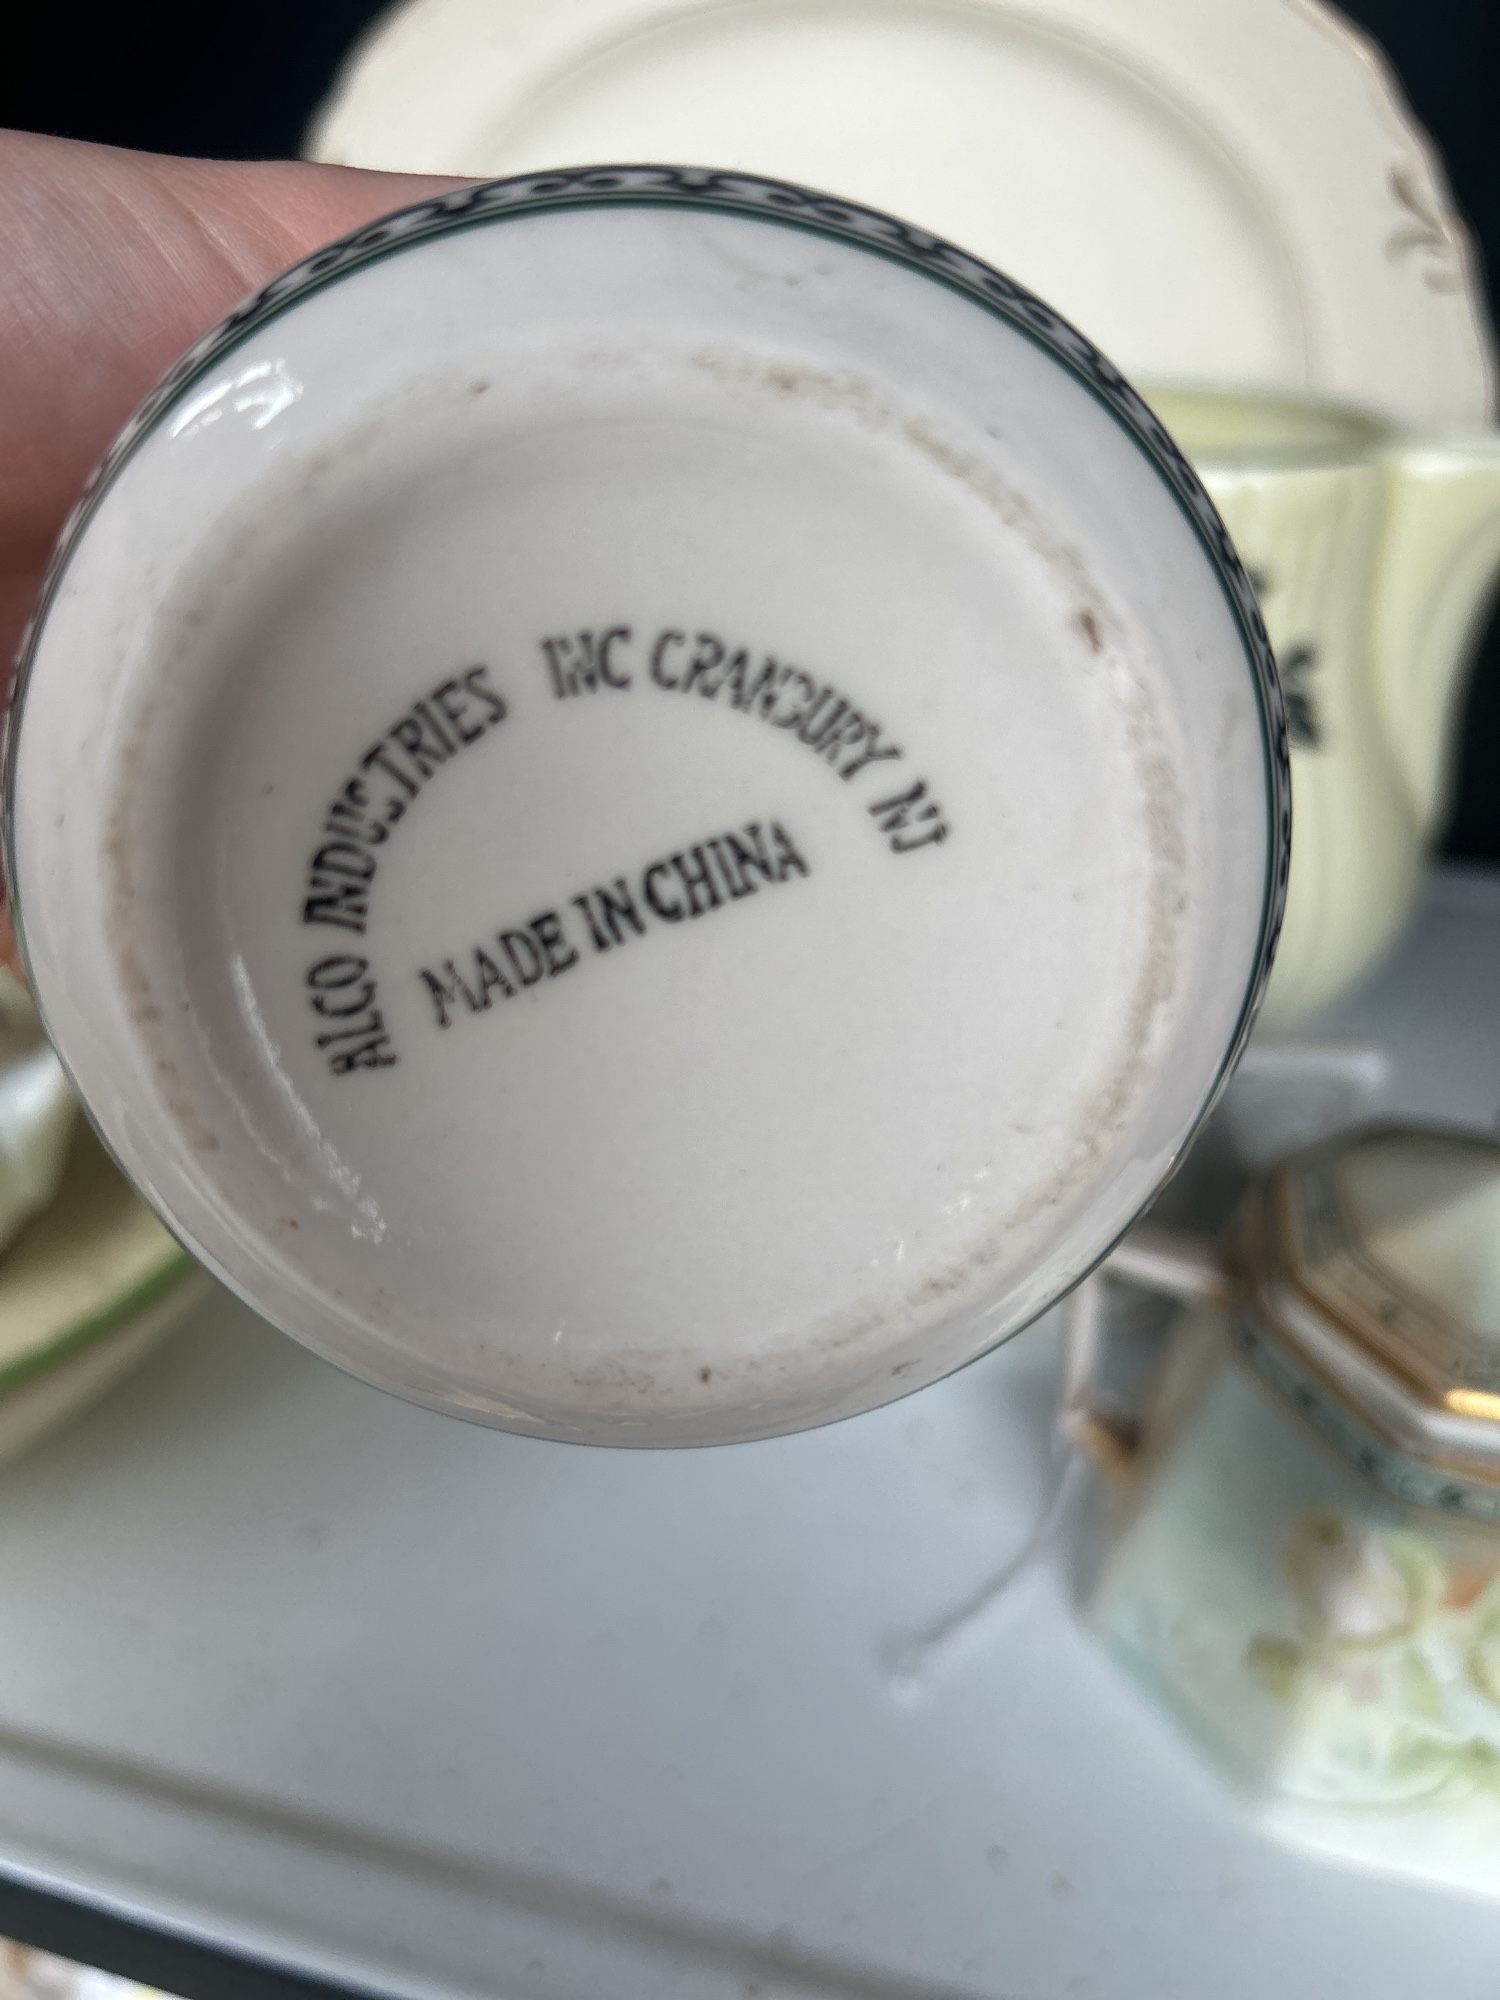 ALCO INDUSTRIES INC CRANBURY NJ
MADE IN CHINA